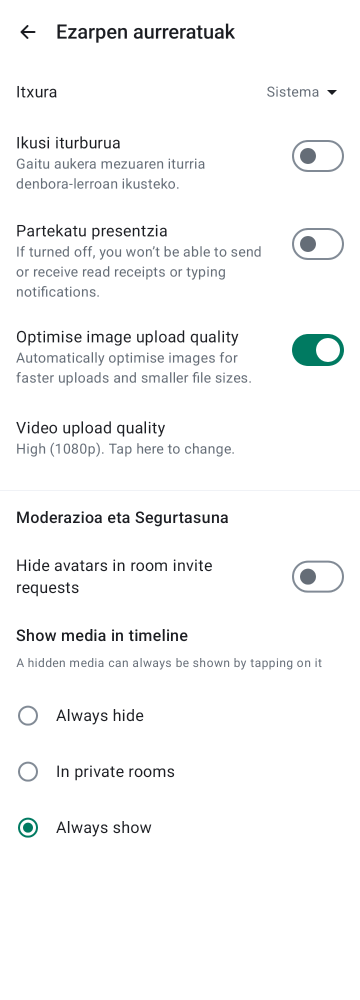 Ezarpen aurreratuak
Itxura
Sistema
Ikusi iturburua
Gaitu aukera mezuaren iturria
denbora-lerroan ikusteko.
Partekatu presentzia
If turned off, you won't be able to send
or receive read receipts or typing
notifications.
Optimise image upload quality
Automatically optimise images for
faster uploads and smaller file sizes.
Video upload quality
High (1080p). Tap here to change.
Moderazioa eta Segurtasuna
Hide avatars in room invite
requests
Show media in timeline
A hidden media can always be shown by tapping on it
Always hide
In private rooms
Always show